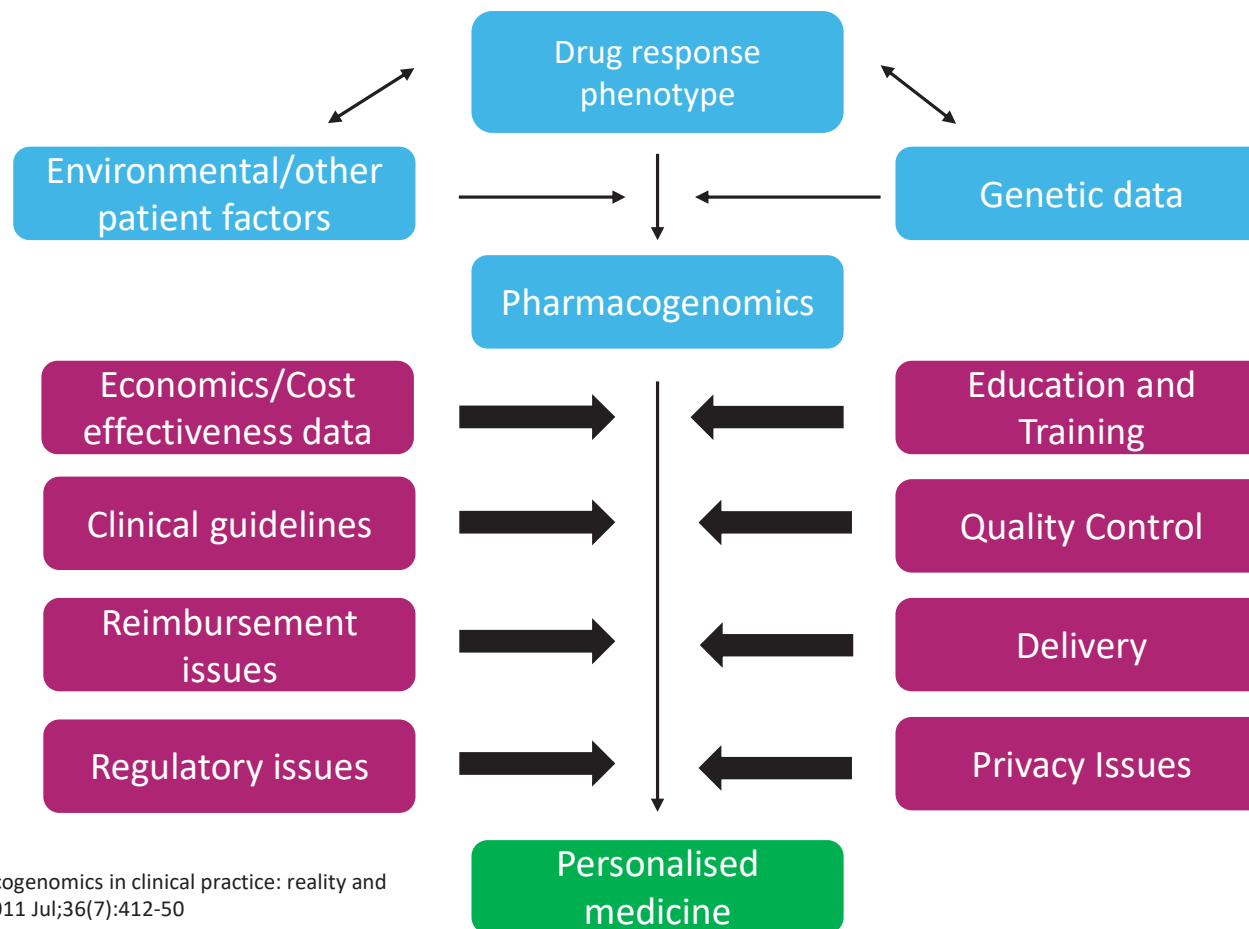 Drug response
phenotype
Environmental/other
patient factors
Genetic data
Pharmacogenomics
Economics/Cost
effectiveness data
Education and
Training
Clinical guidelines
Quality Control
Reimbursement
issues
Delivery
Regulatory issues
Privacy Issues
Personalised
medicine
cogenomics in clinical practice: reality and
011 Jul;36(7):412-50